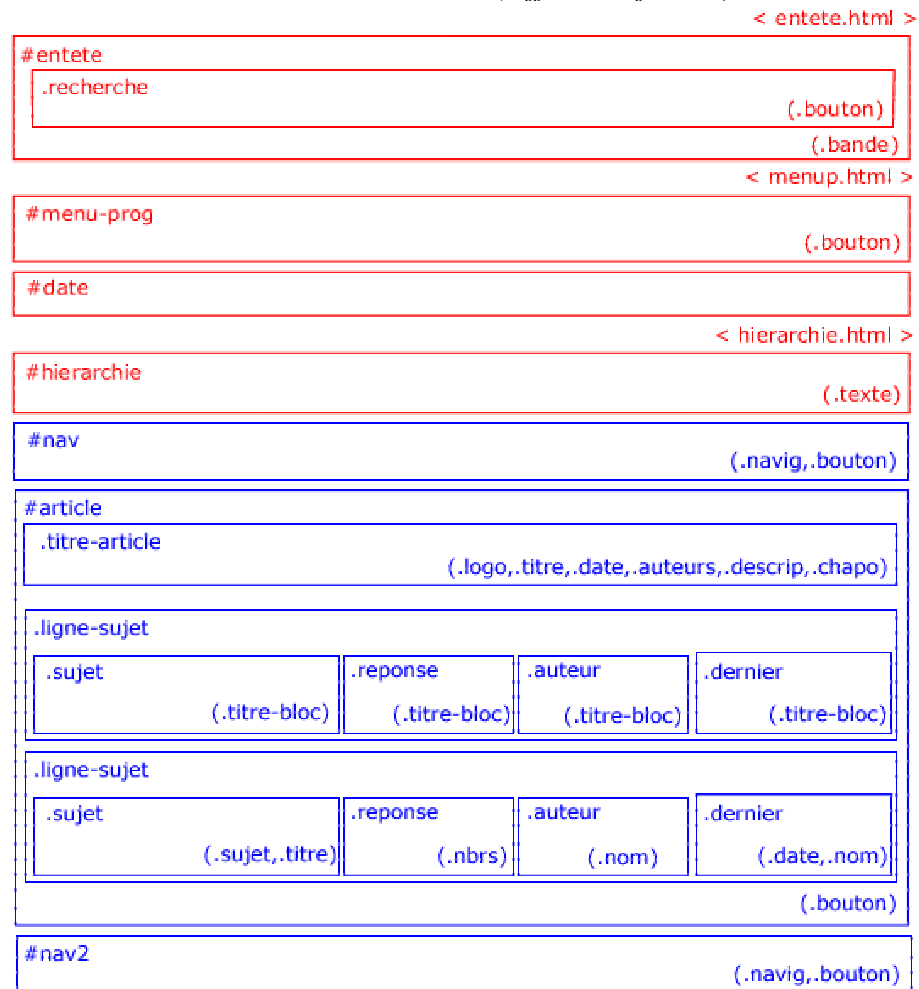 < entete.html >
#entete
.recherche
(.bouton)
(.bande)
< menup.html >
#menu-prog
(.bouton)
#date
< hierarchie.html >
#hierarchie
(.texte)
#nav
(.navig,.bouton)
#article
.titre-article
(.logo,.titre,.date,.auteurs,.descrip,.chapo)
.ligne-sujet
.sujet .reponse .auteur .dernier
(.titre-bloc) (.titre-bloc) (.titre-bloc) (.titre-bloc)
.ligne-sujet
.sujet .reponse .auteur .dernier
(.sujet,.titre) (.nbrs) (.nom) (.date,.nom)
(.bouton)
#nav2
(.navig,.bouton)